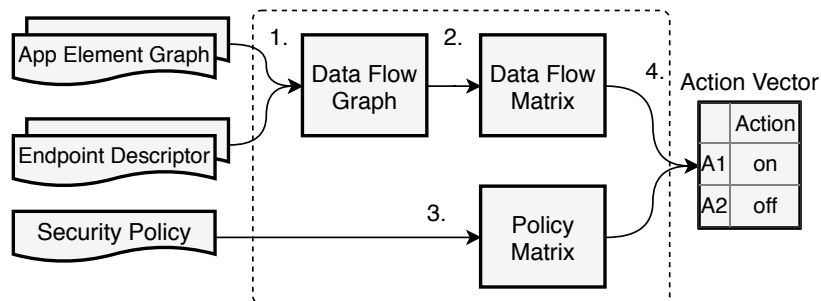 App Element Graph
Endpoint Descriptor
Security Policy
1.
Data Flow
Graph
2.
Data Flow
Matrix
3.
Policy
Matrix
4.
Action Vector
Action
A1 on
A2 off